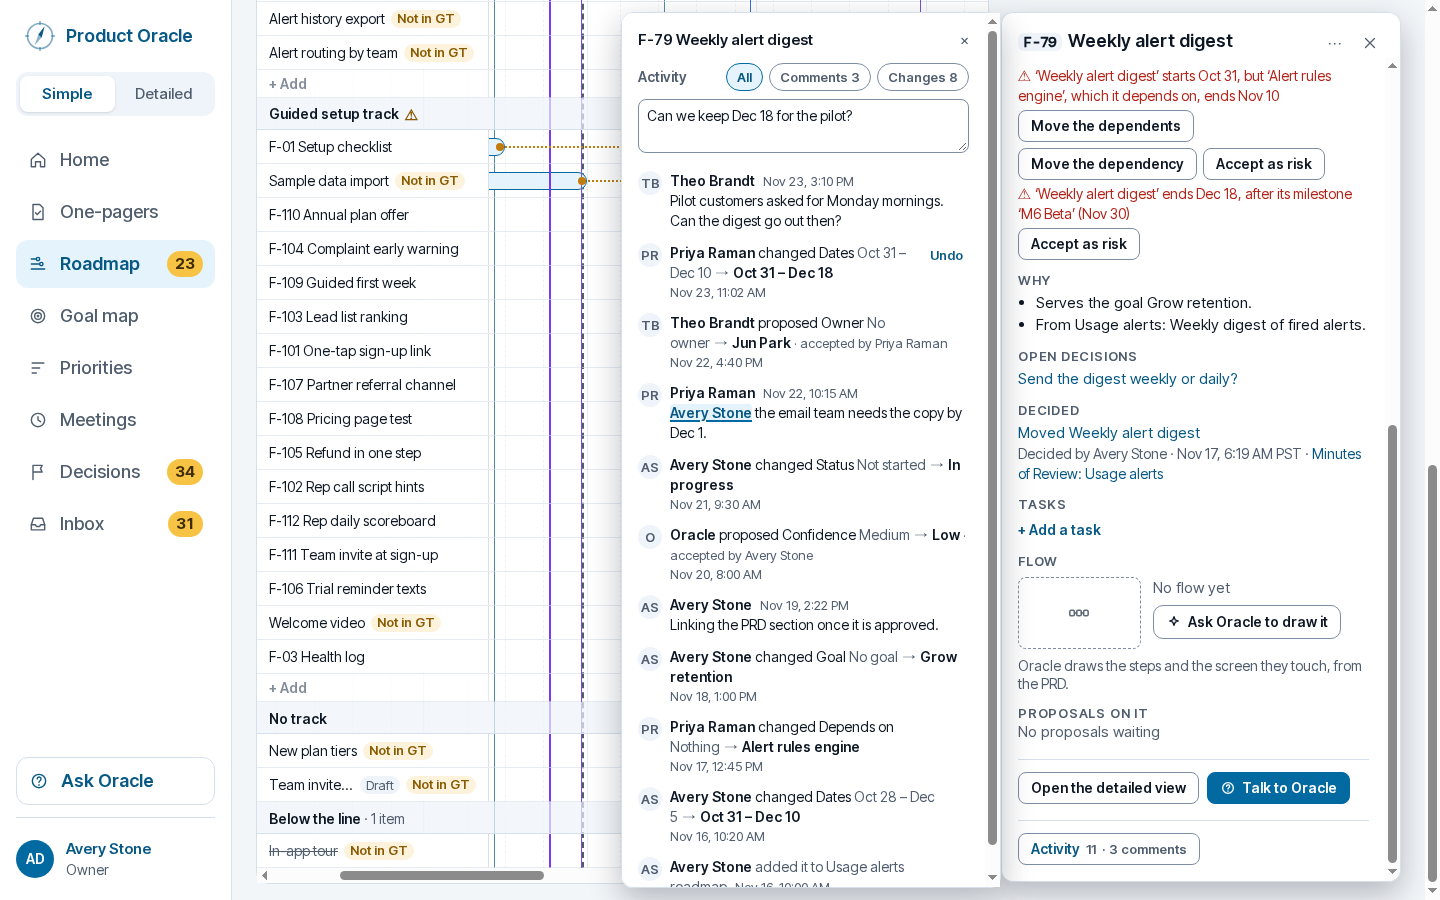 Product Oracle
Simple
Detailed
Home
One-pagers
Roadmap 23
Goal map
Priorities
Meetings
Decisions 34
Inbox 31
Ask Oracle
AD
Avery Stone
Owner
Alert history export Not in GT
Alert routing by team Not in GT
+ Add
Guided setup track
F-01 Setup checklist
Sample data import Not in GT
F-110 Annual plan offer
F-104 Complaint early warning
F-109 Guided first week
F-103 Lead list ranking
F-101 One-tap sign-up link
F-107 Partner referral channel
F-108 Pricing page test
F-105 Refund in one step
F-102 Rep call script hints
F-112 Rep daily scoreboard
F-111 Team invite at sign-up
F-106 Trial reminder texts
Welcome video Not in GT
F-03 Health log
+ Add
No track
New plan tiers Not in GT
Team invite... Draft Not in GT
Below the line · 1 item
In-app tour Not in GT
F-79 Weekly alert digest ×
Activity All Comments 3 Changes 8
Can we keep Dec 18 for the pilot?
TB Theo Brandt Nov 23, 3:10 PM
Pilot customers asked for Monday mornings.
Can the digest go out then?
PR Priya Raman changed Dates Oct 31 – Undo
Dec 10 → Oct 31 – Dec 18
Nov 23, 11:02 AM
TB Theo Brandt proposed Owner No
owner → Jun Park · accepted by Priya Raman
Nov 22, 4:40 PM
PR Priya Raman Nov 22, 10:15 AM
Avery Stone the email team needs the copy by
Dec 1.
AS Avery Stone changed Status Not started → In
progress
Nov 21, 9:30 AM
O Oracle proposed Confidence Medium → Low ·
accepted by Avery Stone
Nov 20, 8:00 AM
AS Avery Stone Nov 19, 2:22 PM
Linking the PRD section once it is approved.
AS Avery Stone changed Goal No goal → Grow
retention
Nov 18, 1:00 PM
PR Priya Raman changed Depends on
Nothing → Alert rules engine
Nov 17, 12:45 PM
AS Avery Stone changed Dates Oct 28 – Dec
5 → Oct 31 – Dec 10
Nov 16, 10:20 AM
AS Avery Stone added it to Usage alerts
roadmap Nov 16, 10:00 AM
F-79 Weekly alert digest ...
⚠ ‘Weekly alert digest’ starts Oct 31, but ‘Alert rules
engine’, which it depends on, ends Nov 10
Move the dependents
Move the dependency
Accept as risk
⚠ ‘Weekly alert digest’ ends Dec 18, after its milestone
‘M6 Beta’ (Nov 30)
Accept as risk
WHY
• Serves the goal Grow retention.
• From Usage alerts: Weekly digest of fired alerts.
OPEN DECISIONS
Send the digest weekly or daily?
DECIDED
Moved Weekly alert digest
Decided by Avery Stone · Nov 17, 6:19 AM PST · Minutes
of Review: Usage alerts
TASKS
+ Add a task
FLOW
No flow yet
Ask Oracle to draw it
Oracle draws the steps and the screen they touch, from
the PRD.
PROPOSALS ON IT
No proposals waiting
Open the detailed view
Talk to Oracle
Activity 11 · 3 comments